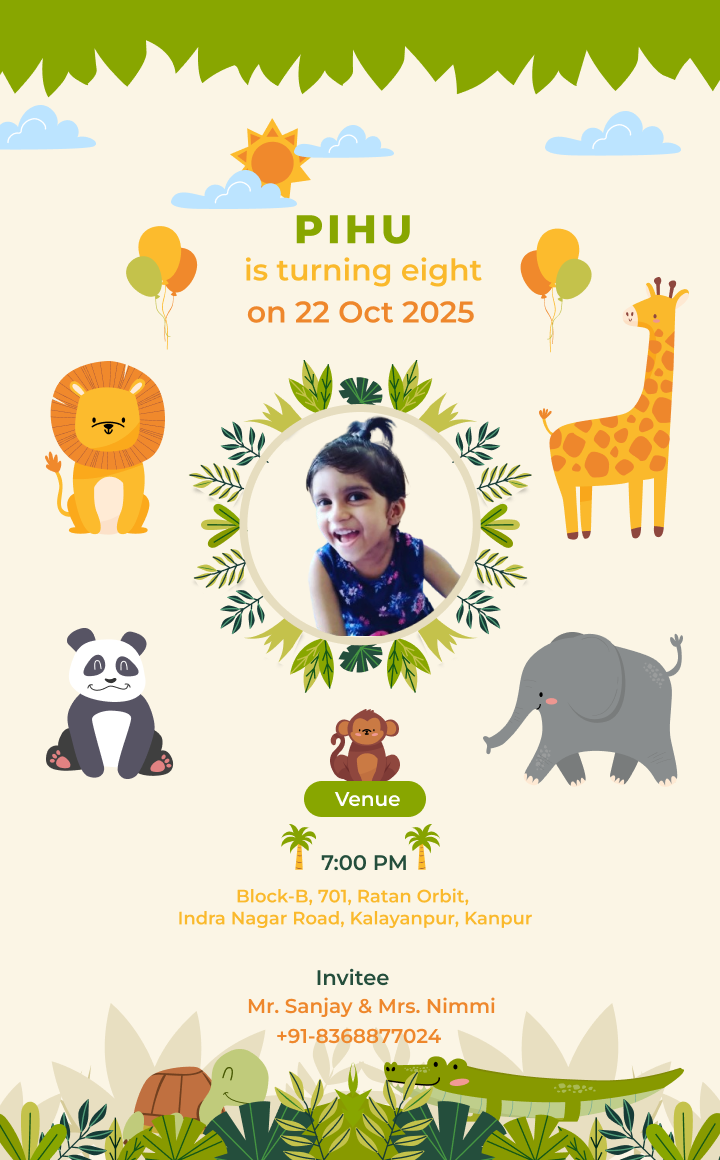 PIHU
is turning eight
on 22 Oct 2025
Venue
7:00 PM
Block-B, 701, Ratan Orbit,
Indra Nagar Road, Kalayanpur, Kanpur
Invitee
Mr. Sanjay & Mrs. Nimmi
+91-8368877024